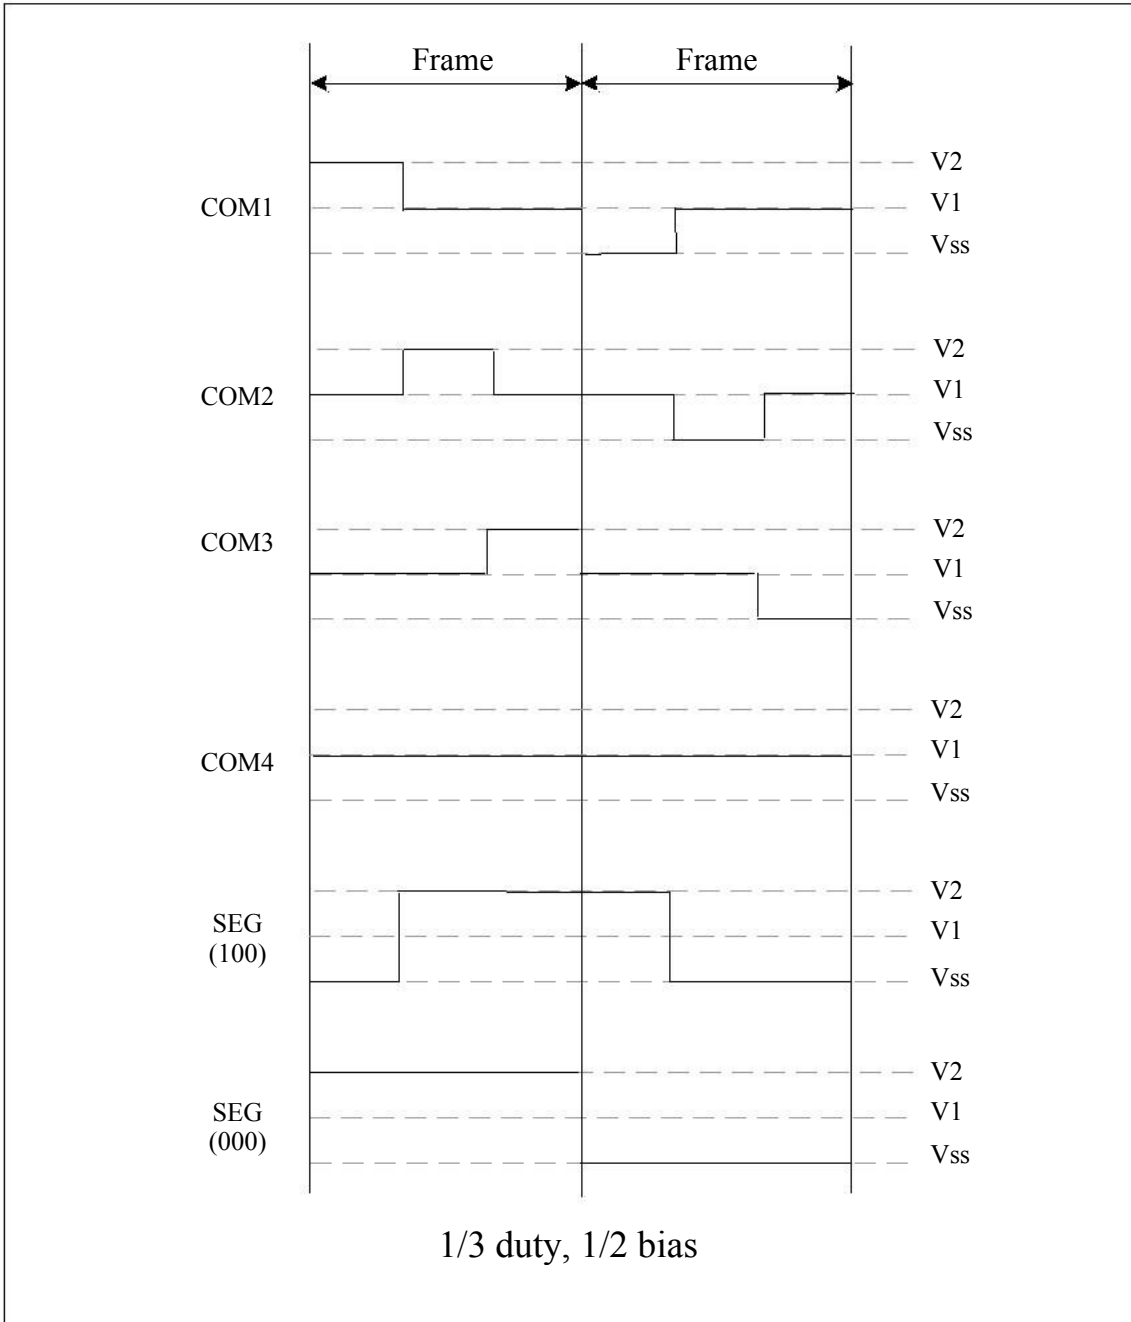 Frame Frame
V2
COM1 V1
Vss
V2
COM2 V1
Vss
COM3 V2
V1
Vss
V2
COM4 V1
Vss
V2
SEG
(100) V1
Vss
V2
SEG
(000) V1
Vss
1/3 duty, 1/2 bias